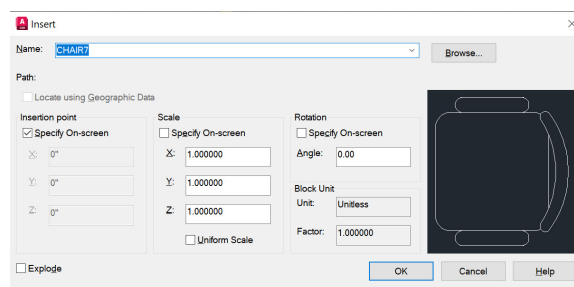 Insert
Name: CHAIR7 Browse...
Path:
Locate using Geographic Data
Insertion point
Specify On-screen
X: 0"
Y: 0"
Z: 0"
Scale
Specify On-screen
X: 1.000000
Y: 1.000000
Z: 1.000000
Uniform Scale
Rotation
Specify On-screen
Angle: 0.00
Block Unit
Unit: Unitless
Factor: 1.000000
Explode
OK Cancel Help